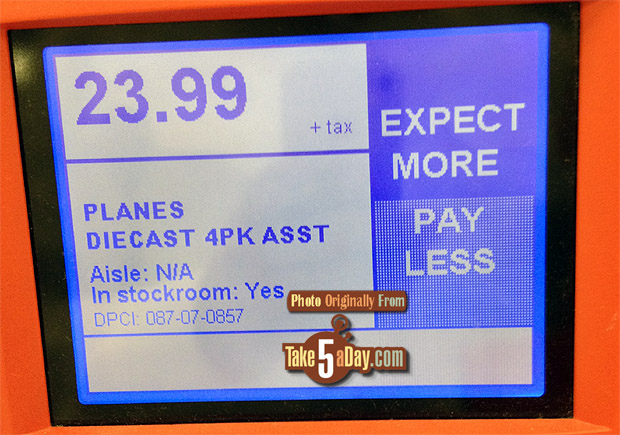 23.99
+ tax
EXPECT
MORE
PAY
LESS
PLANES
DIECAST 4PK ASST
Aisle: N/A
In stockroom: Yes
DPCI: 087-07-0857
Photo Originally From
Take5aDay.com